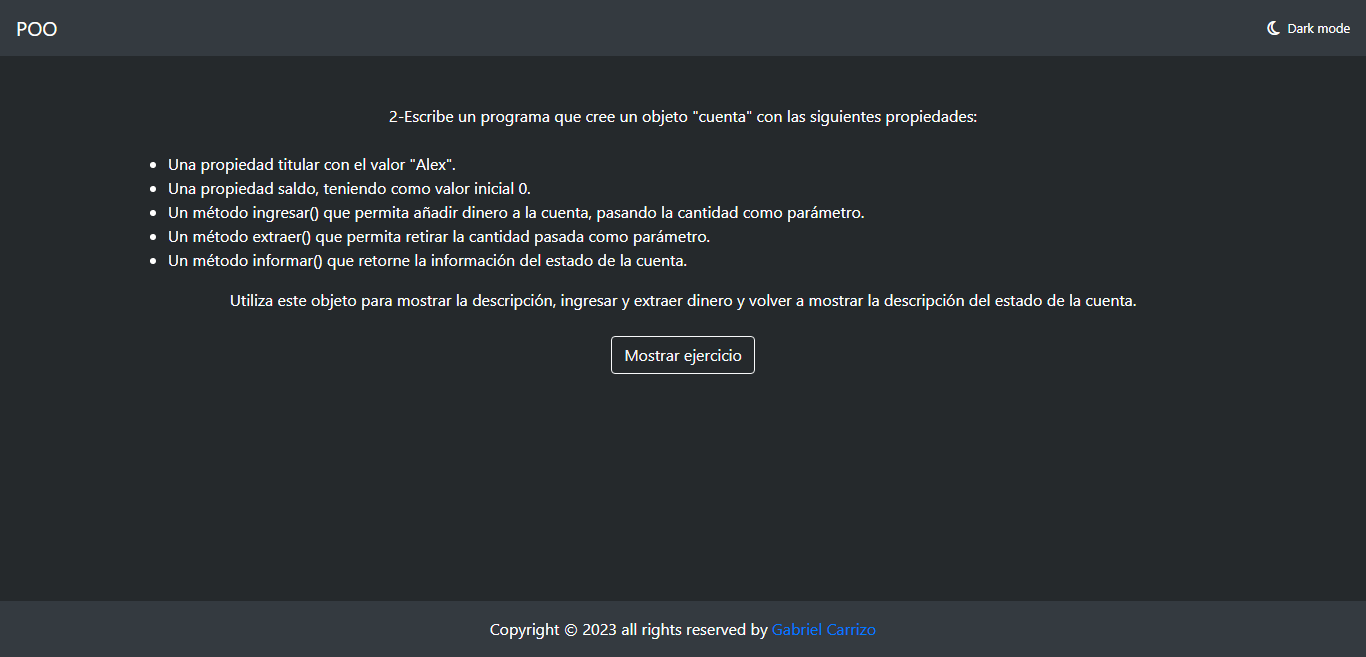 POO
Dark mode
2-Escribe un programa que cree un objeto "cuenta" con las siguientes propiedades:
• Una propiedad titular con el valor "Alex".
• Una propiedad saldo, teniendo como valor inicial 0.
• Un método ingresar() que permita añadir dinero a la cuenta, pasando la cantidad como parámetro.
• Un método extraer() que permita retirar la cantidad pasada como parámetro.
• Un método informar() que retorne la información del estado de la cuenta.
Utiliza este objeto para mostrar la descripción, ingresar y extraer dinero y volver a mostrar la descripción del estado de la cuenta.
Mostrar ejercicio
Copyright © 2023 all rights reserved by Gabriel Carrizo